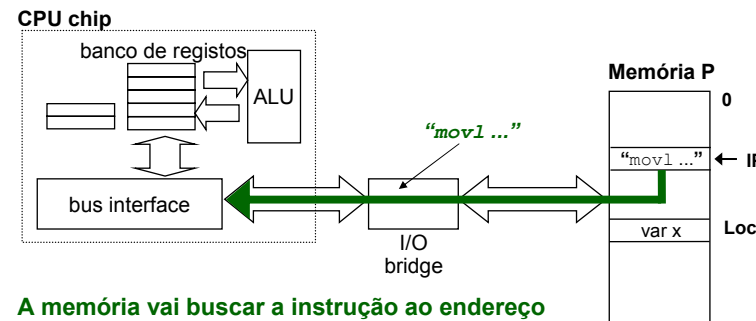 CPU chip
banco de registos
ALU
Memória P
0
"movl ..."
"movl ..."
bus interface
I/O
bridge
var x
Loc
A memória vai buscar a instrução ao endereço